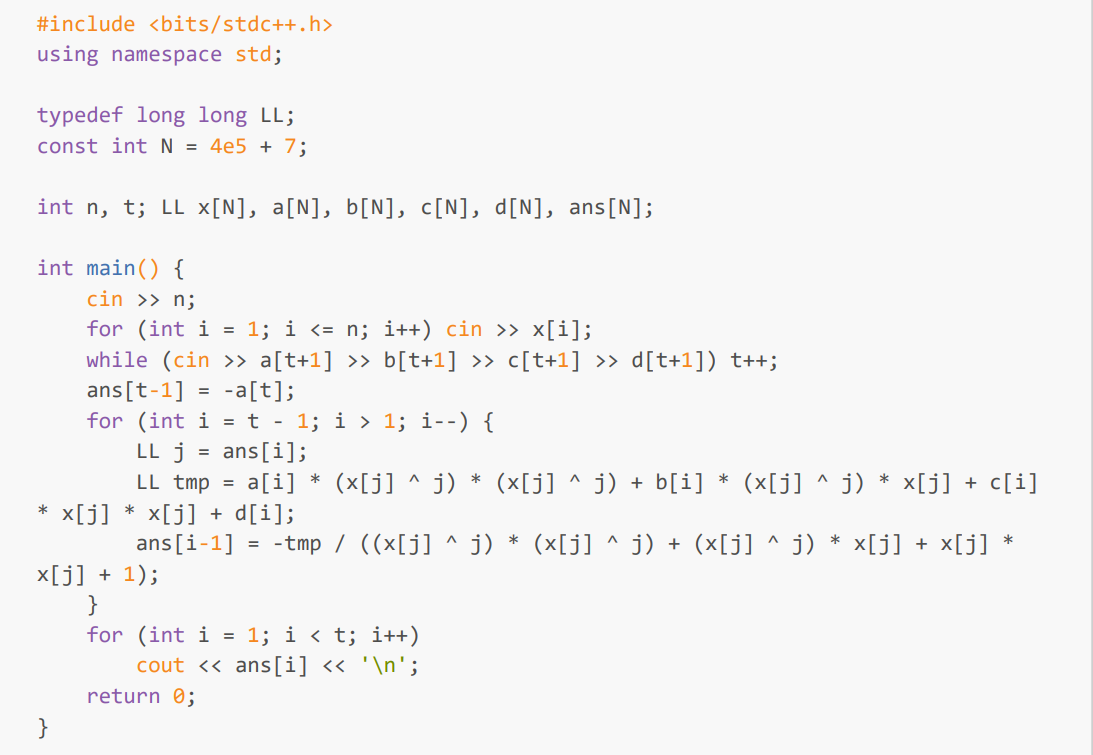 #include <bits/stdc++.h>
using namespace std;

typedef long long LL;
const int N = 4e5 + 7;

int n, t; LL x[N], a[N], b[N], c[N], d[N], ans[N];

int main() {
    cin >> n;
    for (int i = 1; i <= n; i++) cin >> x[i];
    while (cin >> a[t+1] >> b[t+1] >> c[t+1] >> d[t+1]) t++;
    ans[t-1] = -a[t];
    for (int i = t - 1; i > 1; i--) {
        LL j = ans[i];
        LL tmp = a[i] * (x[j] ^ j) * (x[j] ^ j) + b[i] * (x[j] ^ j) * x[j] + c[i]
* x[j] * x[j] + d[i];
        ans[i-1] = -tmp / ((x[j] ^ j) * (x[j] ^ j) + (x[j] ^ j) * x[j] + x[j] *
x[j] + 1);
    }
    for (int i = 1; i < t; i++)
        cout << ans[i] << '\n';
    return 0;
}